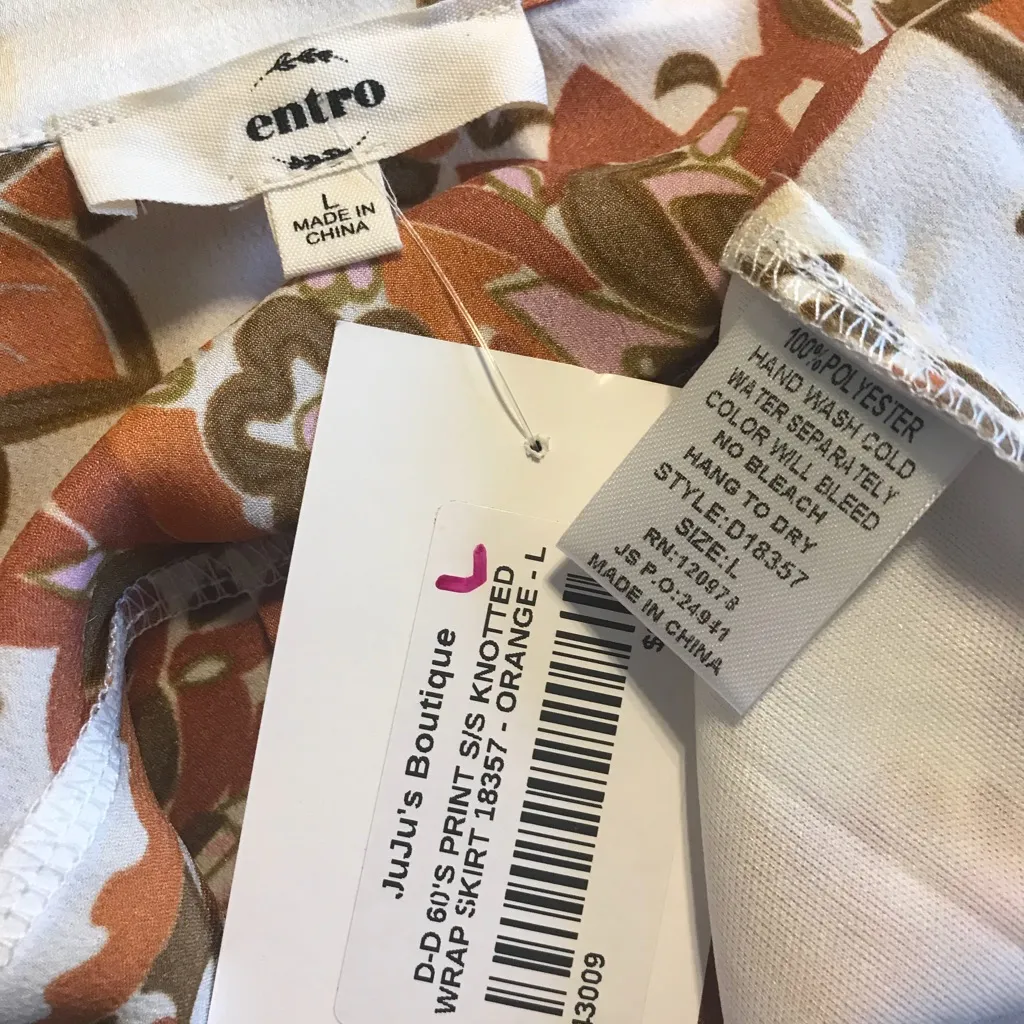 entro
L
MADE IN
CHINA
100% POLYESTER
HAND WASH COLD
WATER SEPARATELY
COLOR WILL BLEED
NO BLEACH
HANG TO DRY
STYLE:D18357
SIZE:L
RN:120973
JS P.O:24941
MADE IN CHINA
L
JuJu's Boutique
D-D 60'S PRINT S/S KNOTTED
WRAP SKIRT 18357 - ORANGE - L
43009